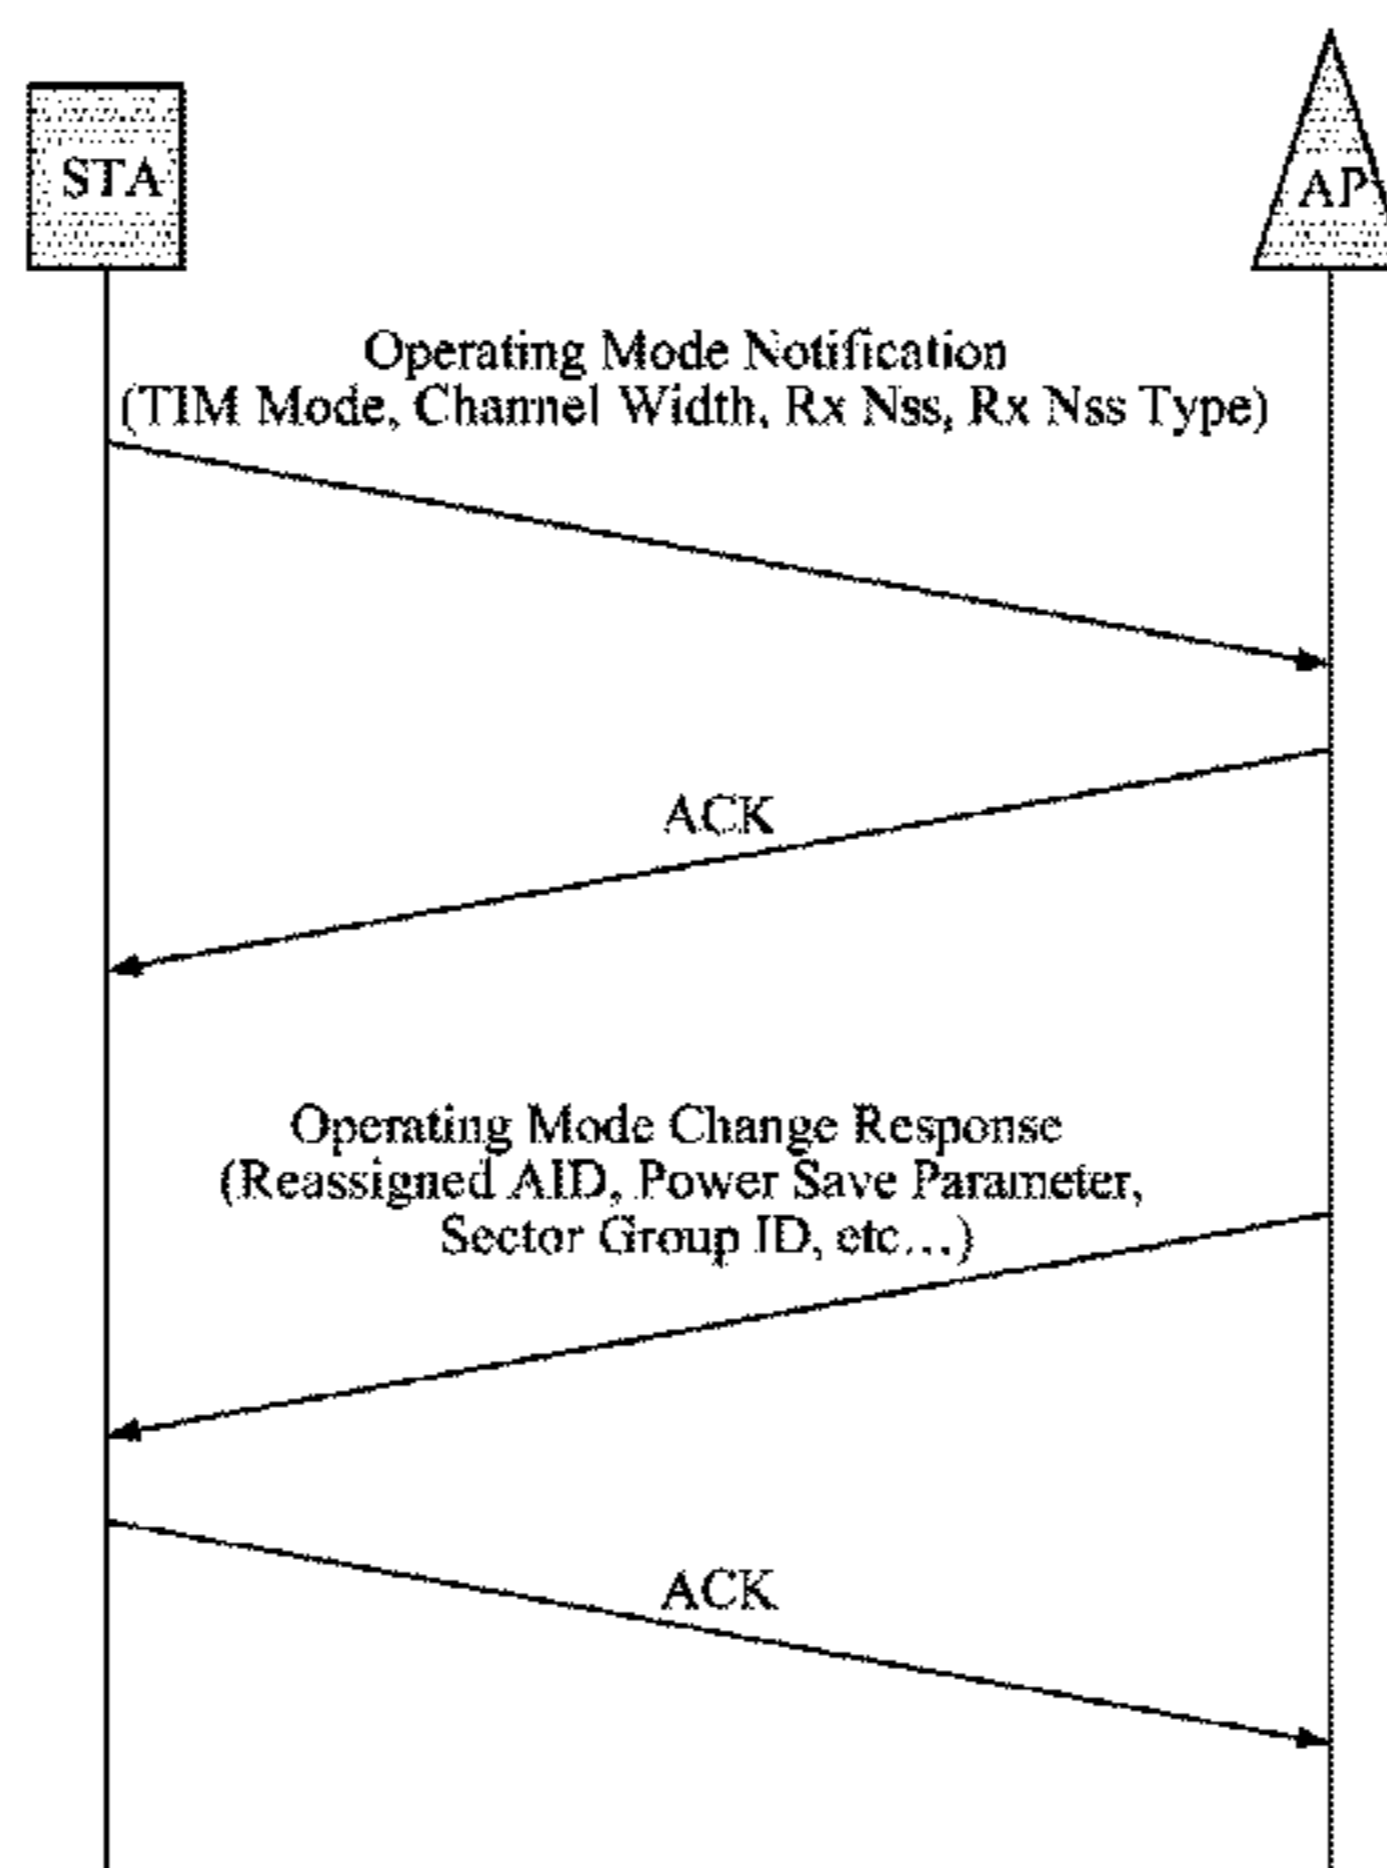 STA
AP
Operating Mode Notification
(TIM Mode, Channel Width, Rx Nss, Rx Nss Type)
ACK
Operating Mode Change Response
(Reassigned AID, Power Save Parameter,
Sector Group ID, etc...)
ACK